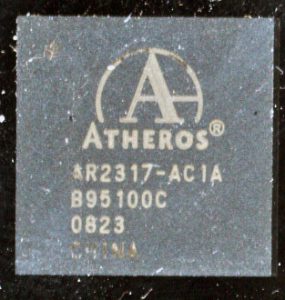 ATHEROS®
AR2317-AC1A
B95100C
0823
CHINA